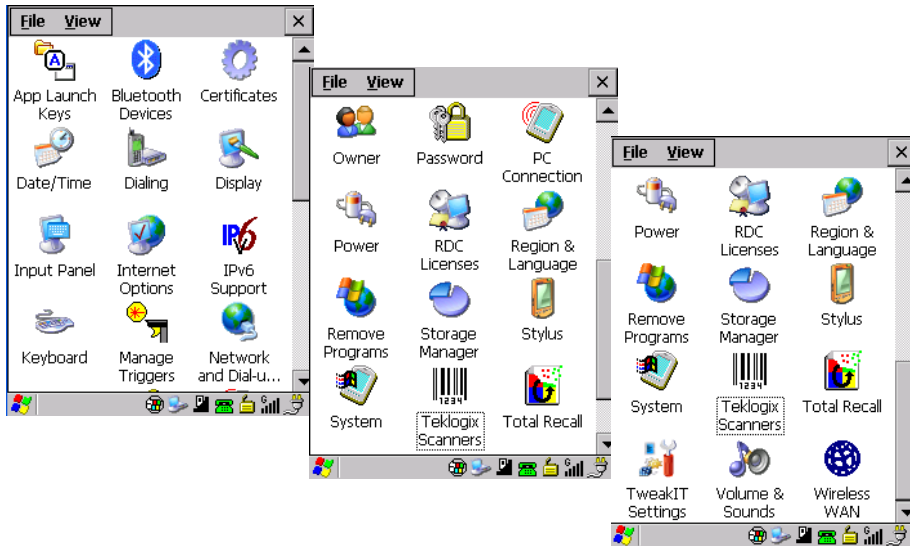 File View
App Launch Keys
Bluetooth Devices
Certificates
Date/Time
Dialing
Display
Input Panel
Internet Options
IPv6
IPv6 Support
Keyboard
Manage Triggers
Network and Dial-u...
G
File View
Owner
Password
PC Connection
Power
RDC Licenses
Region & Language
Remove Programs
Storage Manager
Stylus
System
1234
Teklogix Scanners
Total Recall
G
File View
Power
RDC Licenses
Region & Language
Remove Programs
Storage Manager
Stylus
System
1234
Teklogix Scanners
Total Recall
TweakIT Settings
Volume & Sounds
Wireless WAN
G